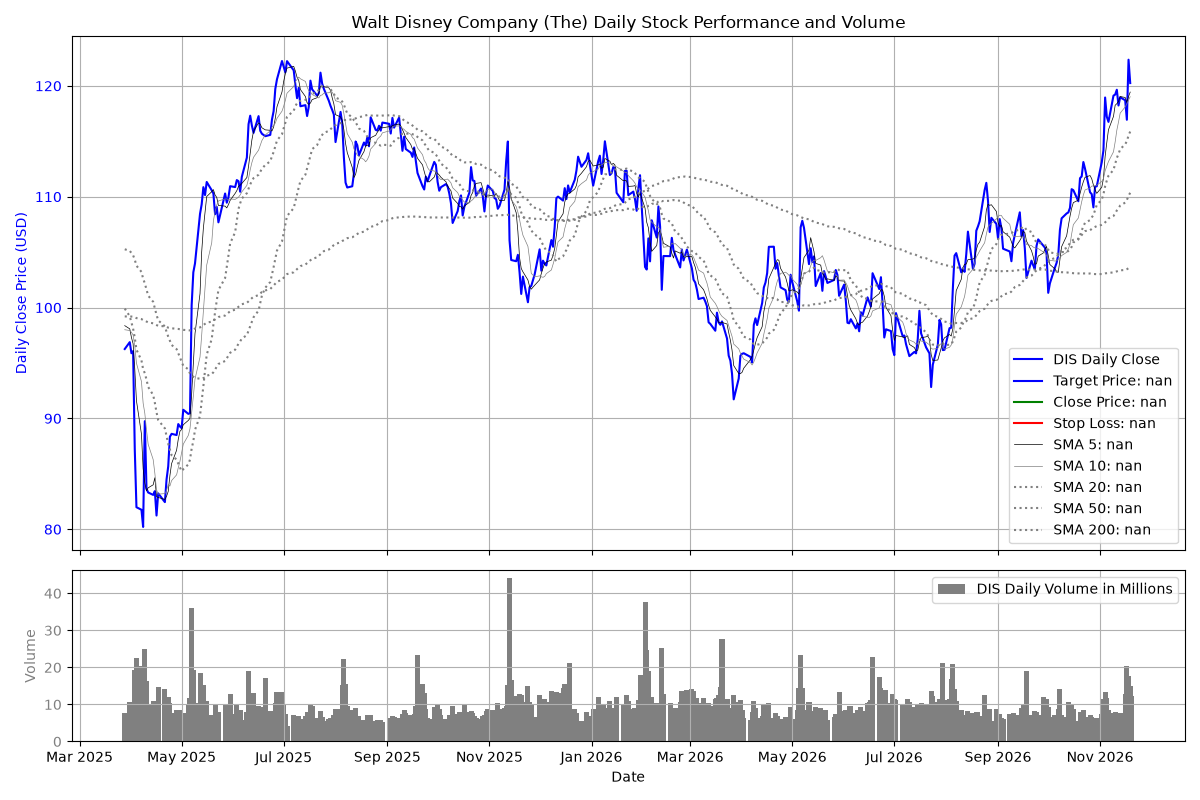 Walt Disney Company (The) Daily Stock Performance and Volume
Daily Close Price (USD)
120
110
100
90
80
DIS Daily Close
Target Price: nan
Close Price: nan
Stop Loss: nan
SMA 5: nan
SMA 10: nan
SMA 20: nan
SMA 50: nan
SMA 200: nan
Volume
40
30
20
10
0
DIS Daily Volume in Millions
Mar 2025 May 2025 Jul 2025 Sep 2025 Nov 2025 Jan 2026 Mar 2026 May 2026 Jul 2026 Sep 2026 Nov 2026
Date